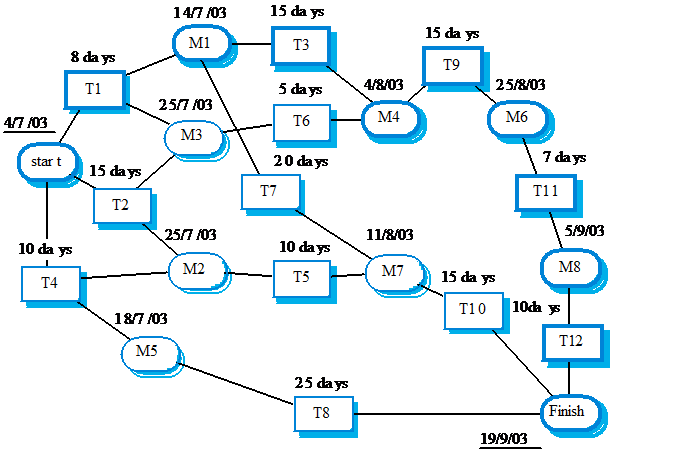 14/7 /03
15 days
15 days
M1
T3
8 days
T9
T1
5 days
4/8/03
25/8/03
25/7 /03
4/7 /03
M3
T6
M4
M6
star t
15 days
20 days
7 days
T2
T7
T11
25/7 /03
11/8/03
5/9/03
10 days
10 days
M2
T5
M7
M8
T4
15 days
10da ys
T10
18/7 /03
T12
M5
25 days
T8
Finish
19/9/03